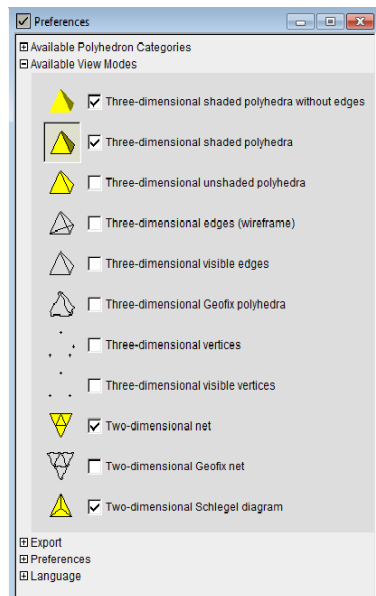 Preferences
Available Polyhedron Categories
Available View Modes
Three-dimensional shaded polyhedra without edges
Three-dimensional shaded polyhedra
Three-dimensional unshaded polyhedra
Three-dimensional edges (wireframe)
Three-dimensional visible edges
Three-dimensional Geofix polyhedra
Three-dimensional vertices
Three-dimensional visible vertices
Two-dimensional net
Two-dimensional Geofix net
Two-dimensional Schlegel diagram
Export
Preferences
Language